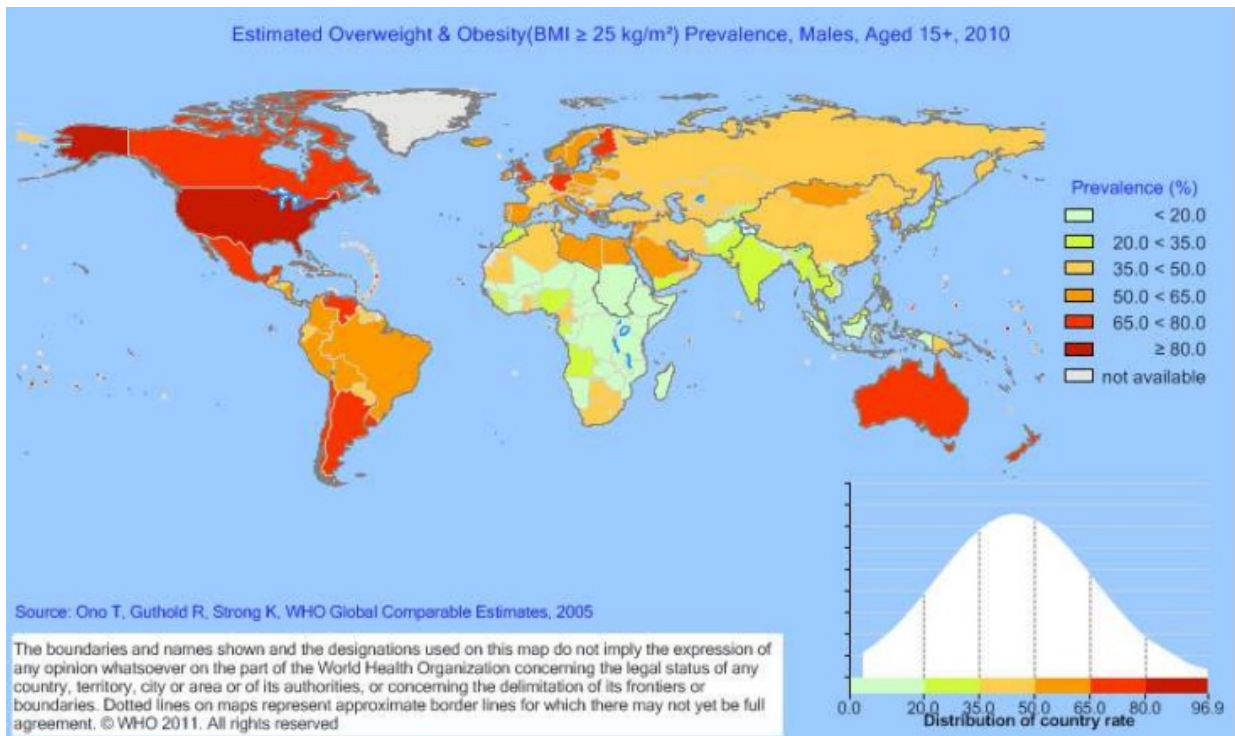 Estimated Overweight & Obesity(BMI ≥ 25 kg/m²) Prevalence, Males, Aged 15+, 2010
Prevalence (%)
< 20.0
20.0 < 35.0
35.0 < 50.0
50.0 < 65.0
65.0 < 80.0
≥ 80.0
not available
Source: Ono T, Guthold R, Strong K, WHO Global Comparable Estimates, 2005
The boundaries and names shown and the designations used on this map do not imply the expression of
any opinion whatsoever on the part of the World Health Organization concerning the legal status of any
country, territory, city or area or of its authorities, or concerning the delimitation of its frontiers or
boundaries. Dotted lines on maps represent approximate border lines for which there may not yet be full
agreement. © WHO 2011. All rights reserved
0.0 20.0 35.0 50.0 65.0 80.0 96.9
Distribution of country rate